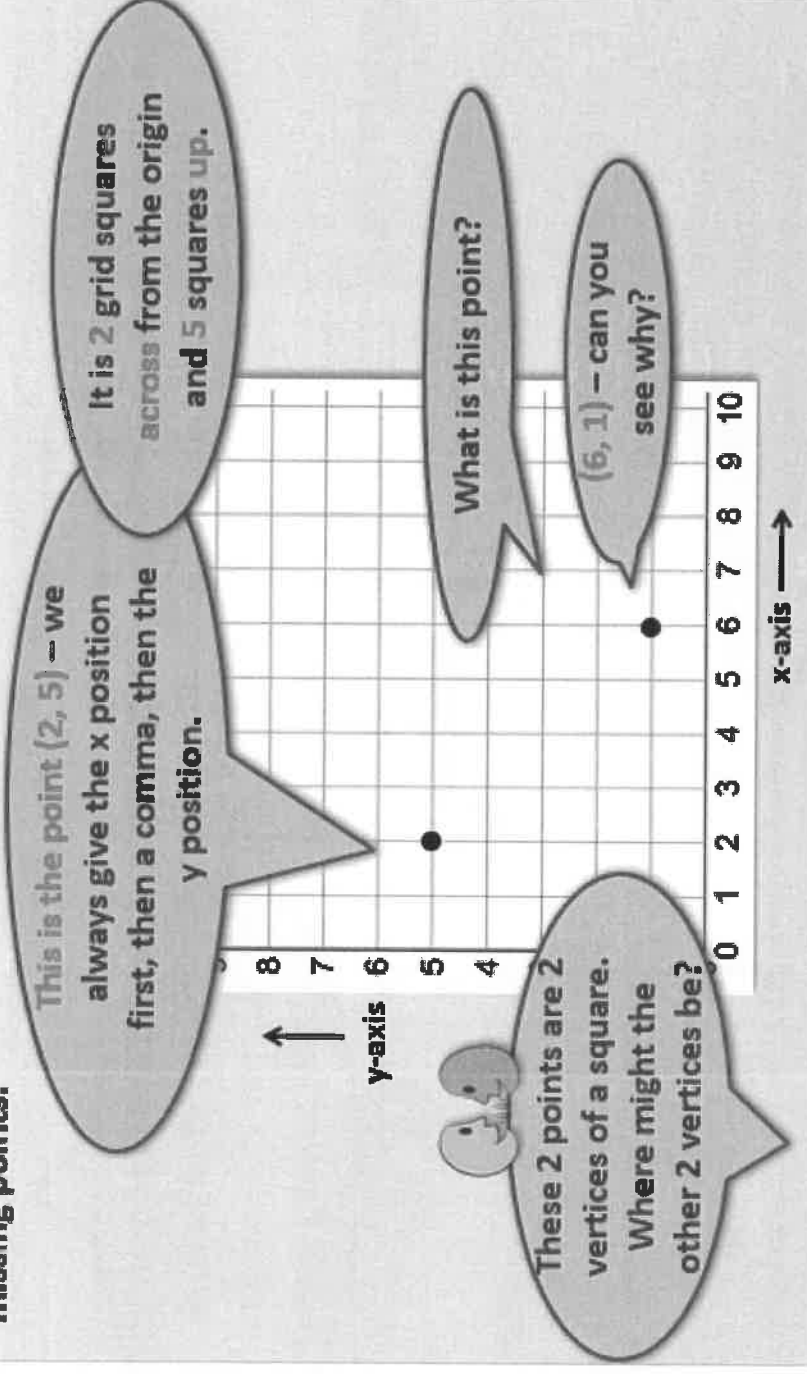 missing points.
This is the point (2, 5) – we
always give the x position
first, then a comma, then the
y position.
It is 2 grid squares
across from the origin
and 5 squares up.
What is this point?
(6, 1) – can you
see why?
These 2 points are 2
vertices of a square.
Where might the
other 2 vertices be?
y-axis
8
7
6
5
4
0 1 2 3 4 5 6 7 8 9 10
x-axis